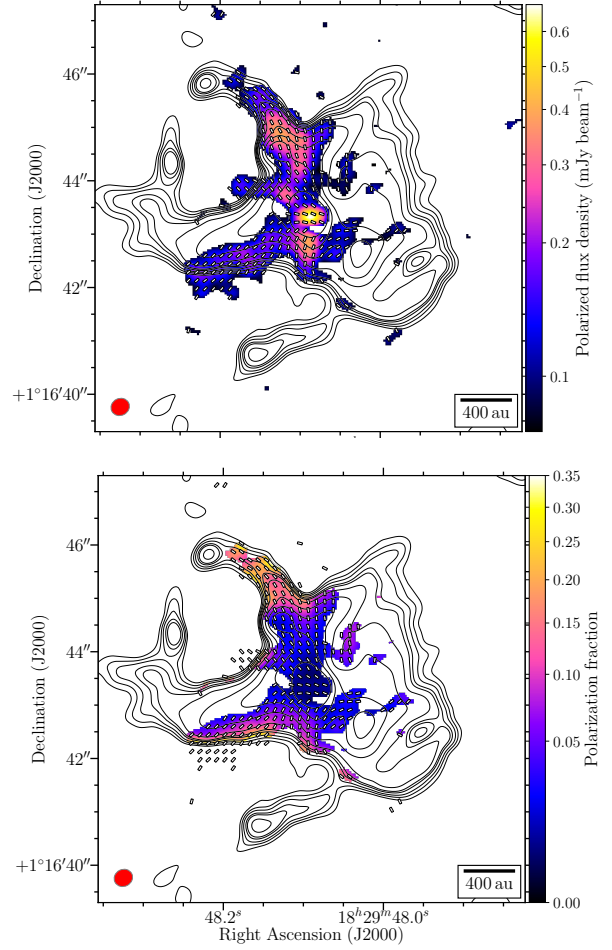 46″
44″
42″
+1°16′40″
Declination (J2000)
400 au
0.6
0.5
0.4
0.3
0.2
0.1
Polarized flux density (mJy beam⁻¹)
46″
44″
42″
+1°16′40″
Declination (J2000)
400 au
0.35
0.30
0.25
0.20
0.15
0.10
0.05
0.00
Polarization fraction
48.2ˢ
18ʰ29ᵐ48.0ˢ
Right Ascension (J2000)